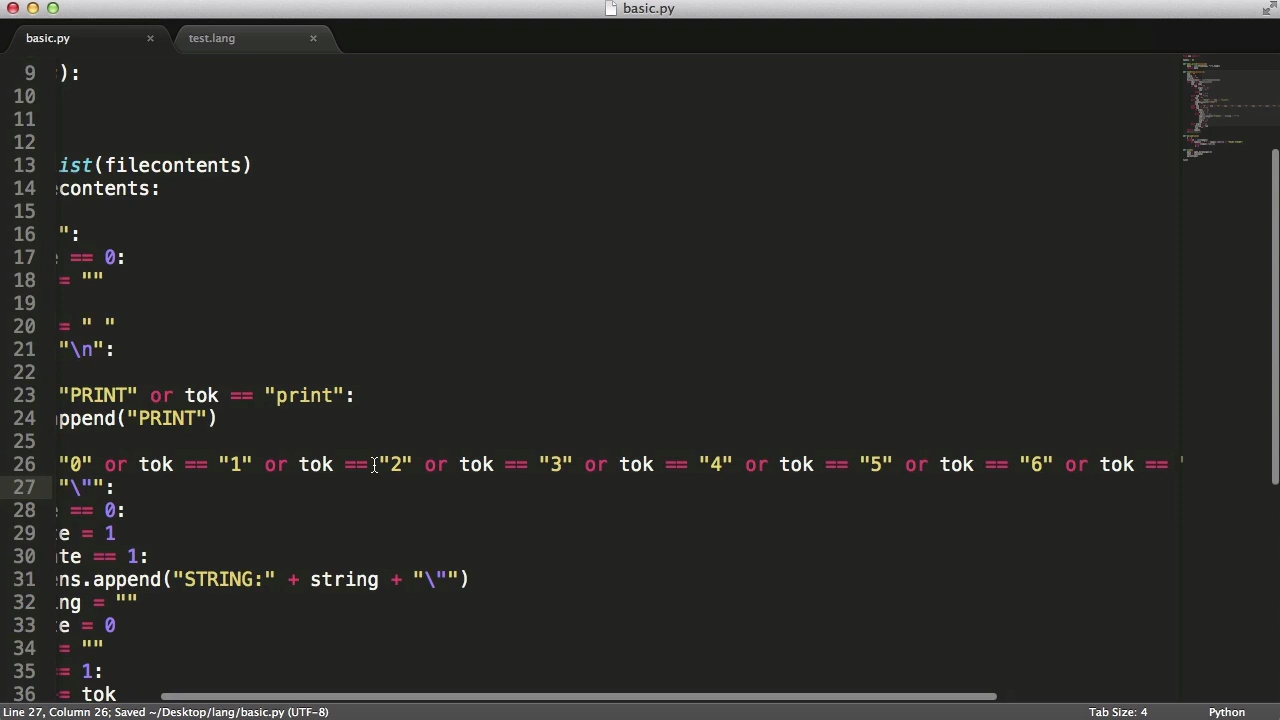 basic.py
basic.py × test.lang ×
9 ):
10
11
12
13 ist(filecontents)
14 econtents:
15
16 ":
17 e == 0:
18 = ""
19
20 = " "
21 "\n":
22
23 "PRINT" or tok == "print":
24 ppend("PRINT")
25
26 "0" or tok == "1" or tok == "2" or tok == "3" or tok == "4" or tok == "5" or tok == "6" or tok == "
27 "\"":
28 e == 0:
29 te = 1
30 ate == 1:
31 ens.append("STRING:" + string + "\"")
32 ng = ""
33 te = 0
34 = ""
35 = 1:
36 = tok
Line 27, Column 26; Saved ~/Desktop/lang/basic.py (UTF-8) Tab Size: 4 Python